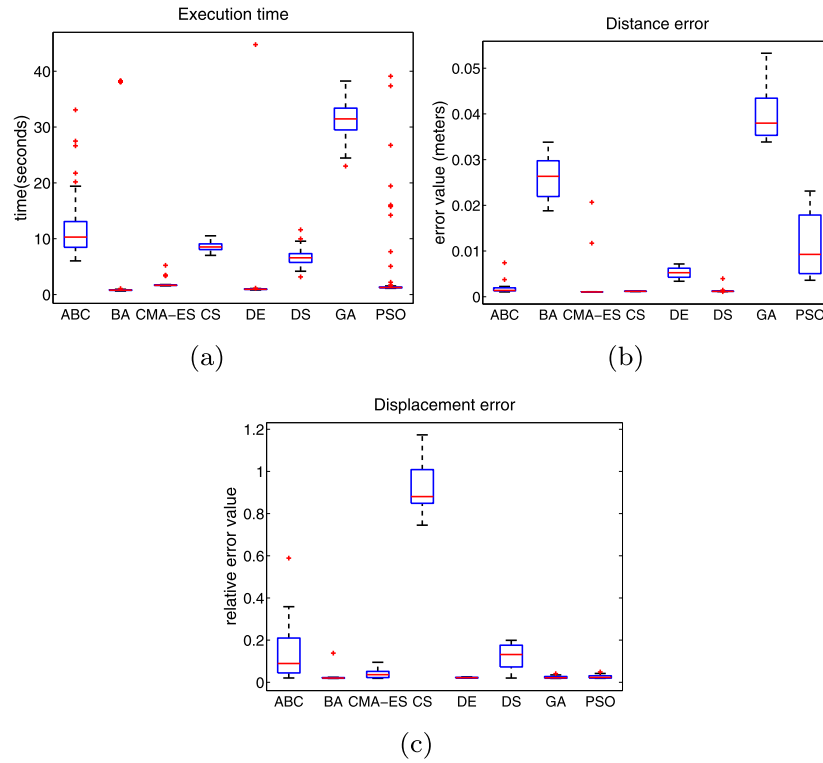 Execution time
time(seconds)
40
30
20
10
0
ABC BA CMA-ES CS DE DS GA PSO
(a)
Distance error
error value (meters)
0.05
0.04
0.03
0.02
0.01
0
ABC BA CMA-ES CS DE DS GA PSO
(b)
Displacement error
relative error value
1.2
1
0.8
0.6
0.4
0.2
0
ABC BA CMA-ES CS DE DS GA PSO
(c)